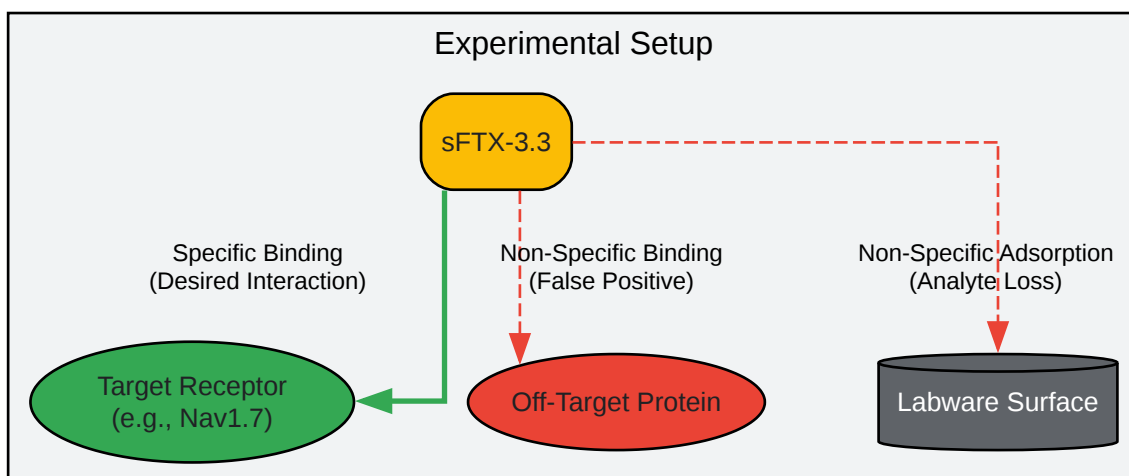 Experimental Setup
sFTX-3.3
Specific Binding
(Desired Interaction)
Non-Specific Binding
(False Positive)
Non-Specific Adsorption
(Analyte Loss)
Target Receptor
(e.g., Nav1.7)
Off-Target Protein
Labware Surface